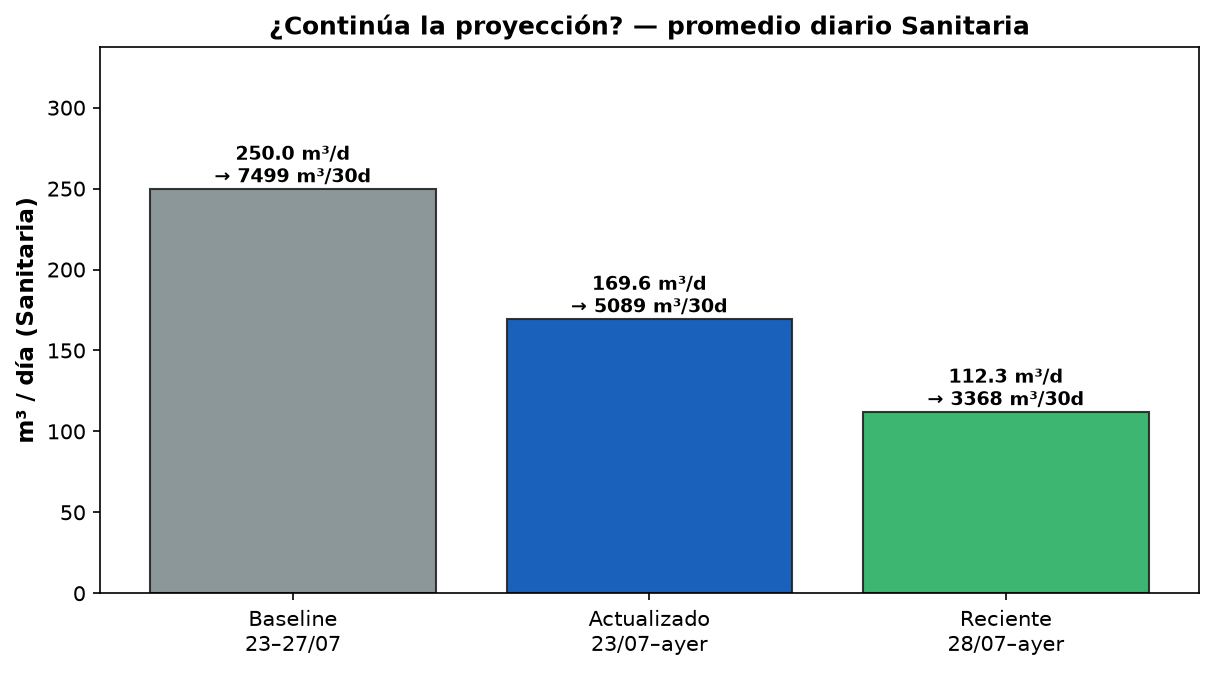 ¿Continúa la proyección? — promedio diario Sanitaria
m³ / día (Sanitaria)
300
250
200
150
100
50
0
250.0 m³/d
→ 7499 m³/30d
169.6 m³/d
→ 5089 m³/30d
112.3 m³/d
→ 3368 m³/30d
Baseline
23–27/07
Actualizado
23/07–ayer
Reciente
28/07–ayer